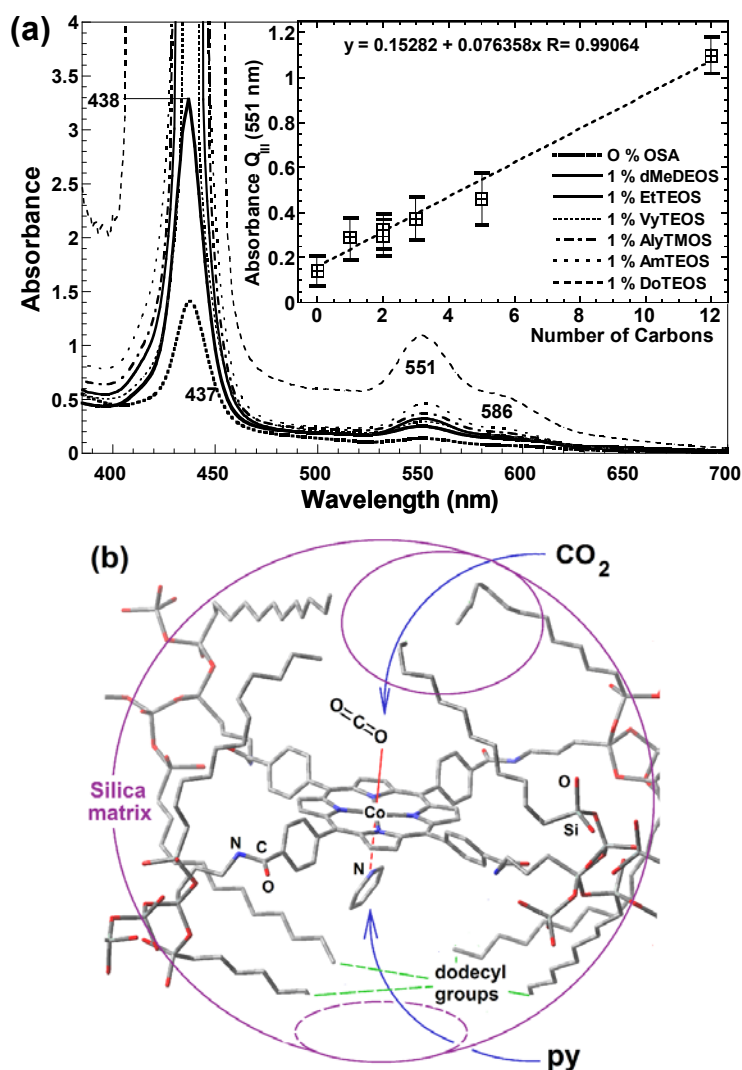 (a)
4
3.5
3
2.5
2
1.5
1
0.5
0
Absorbance
438
437
551
586
400
450
500
550
600
650
700
Wavelength (nm)
y = 0.15282 + 0.076358x R= 0.99064
1.2
1
0.8
0.6
0.4
0.2
0
Absorbance Q_III (551 nm)
O % OSA
1 % dMeDEOS
1 % EtTEOS
1 % VyTEOS
1 % AlyTMOS
1 % AmTEOS
1 % DoTEOS
0 2 4 6 8 10 12
Number of Carbons
(b)
CO₂
O=C=O
Silica
matrix
Co
O
Si
N
C
O
N
dodecyl
groups
py